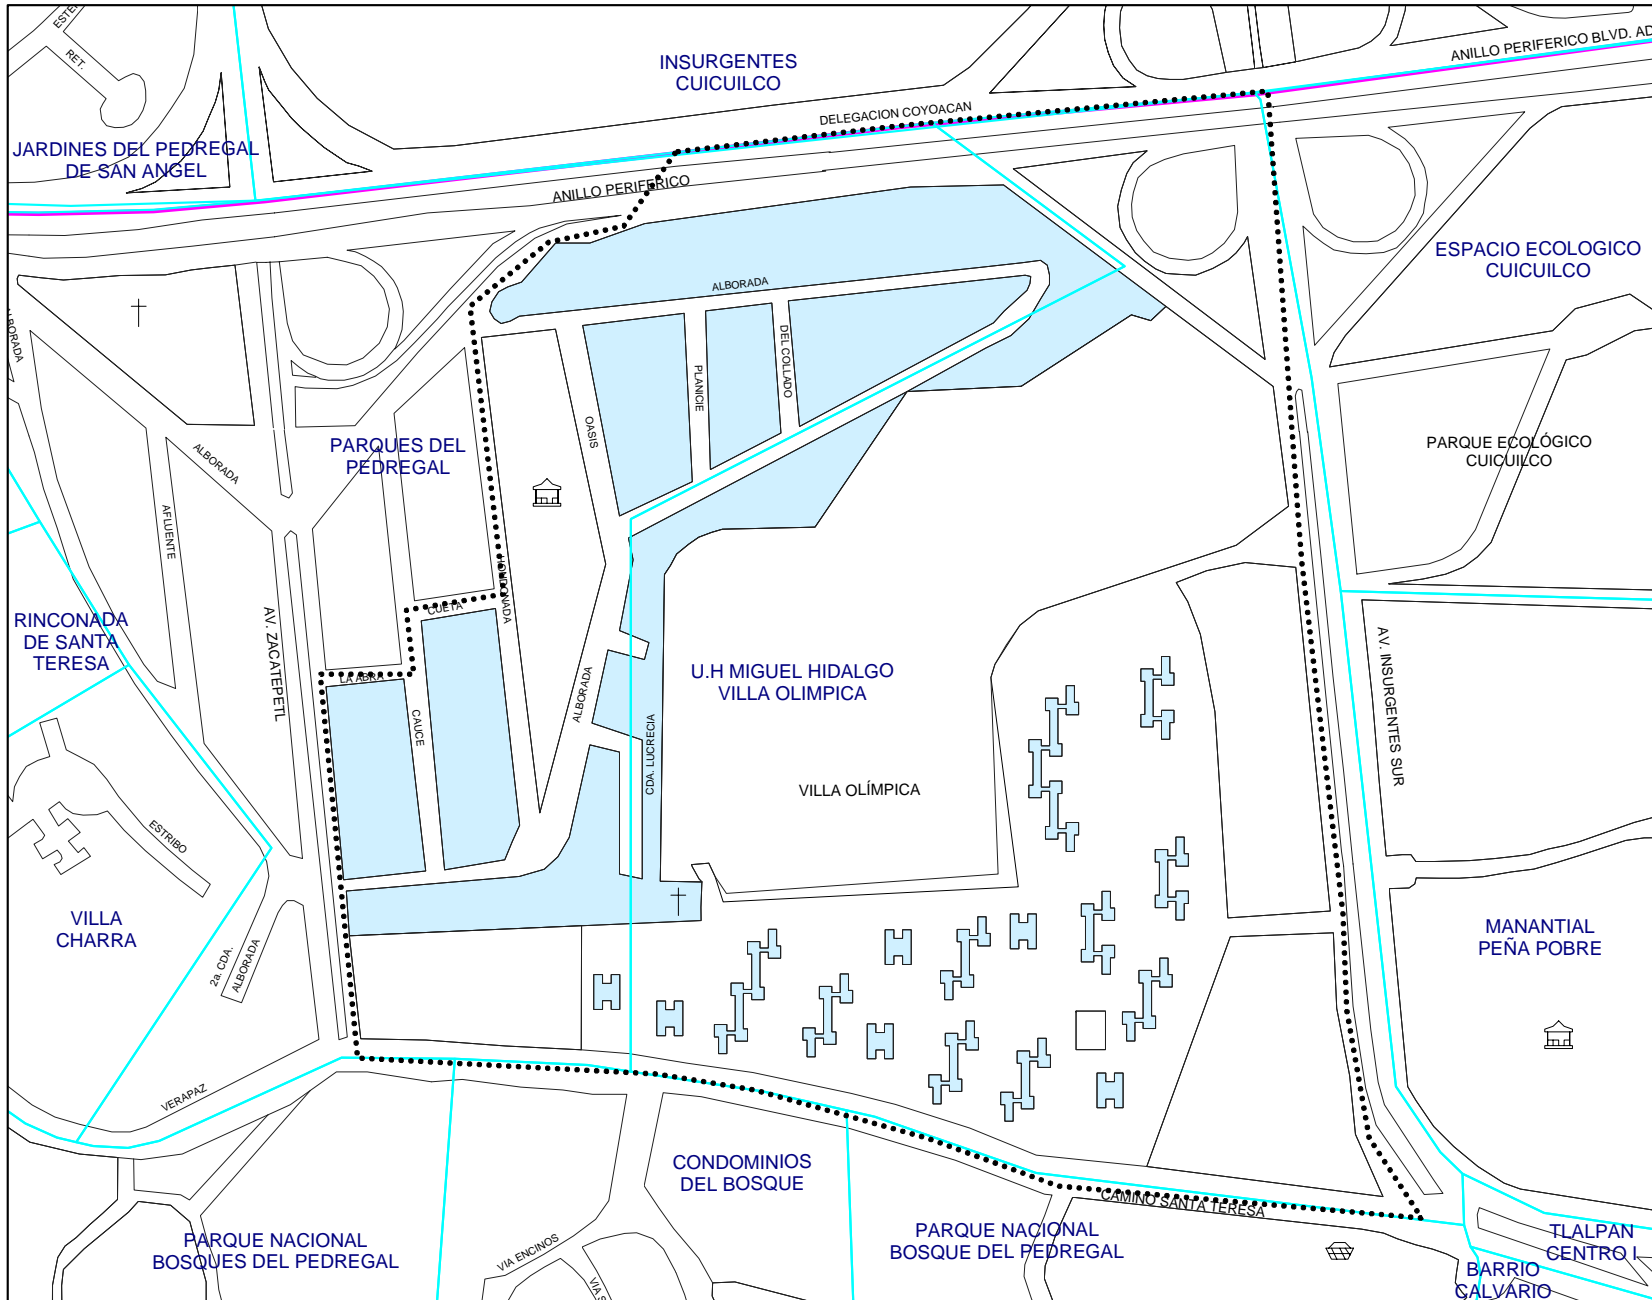 RET.
INSURGENTES
CUICUILCO
ANILLO PERIFERICO BLVD. AD
DELEGACION COYOACAN
JARDINES DEL PEDREGAL
DE SAN ANGEL
ANILLO PERIFERICO
ESPACIO ECOLOGICO
CUICUILCO
ALBORADA
ALBORADA
DEL COLLADO
PLANICIE
OASIS
PARQUES DEL
PEDREGAL
ALBORADA
PARQUE ECOLÓGICO
CUICUILCO
AFLUENTE
HONDONADA
CUETA
RINCONADA
DE SANTA
TERESA
AV. ZACATEPETL
LA ABRA
CAUCE
ALBORADA
CDA. LUCRECIA
U.H MIGUEL HIDALGO
VILLA OLIMPICA
AV. INSURGENTES SUR
VILLA OLÍMPICA
ESTRIBO
VILLA
CHARRA
2a. CDA.
ALBORADA
MANANTIAL
PEÑA POBRE
VERAPAZ
CONDOMINIOS
DEL BOSQUE
CAMINO SANTA TERESA
PARQUE NACIONAL
BOSQUES DEL PEDREGAL
VIA ENCINOS
VIA S
PARQUE NACIONAL
BOSQUE DEL PEDREGAL
TLALPAN
CENTRO I
BARRIO
CALVARIO